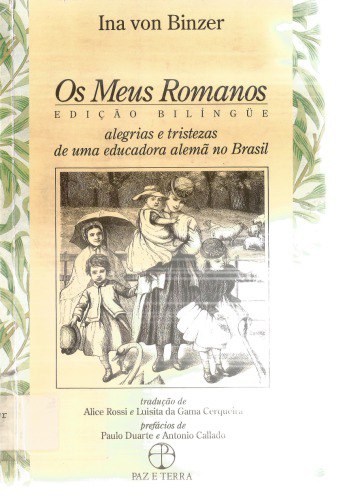 Ina von Binzer
Os Meus Romanos
EDIÇÃO BILÍNGÜE
alegrias e tristezas
de uma educadora alemã no Brasil
tradução de
Alice Rossi e Luisita da Gama Cerqueira
prefácios de
Paulo Duarte e Antonio Callado
PAZ E TERRA